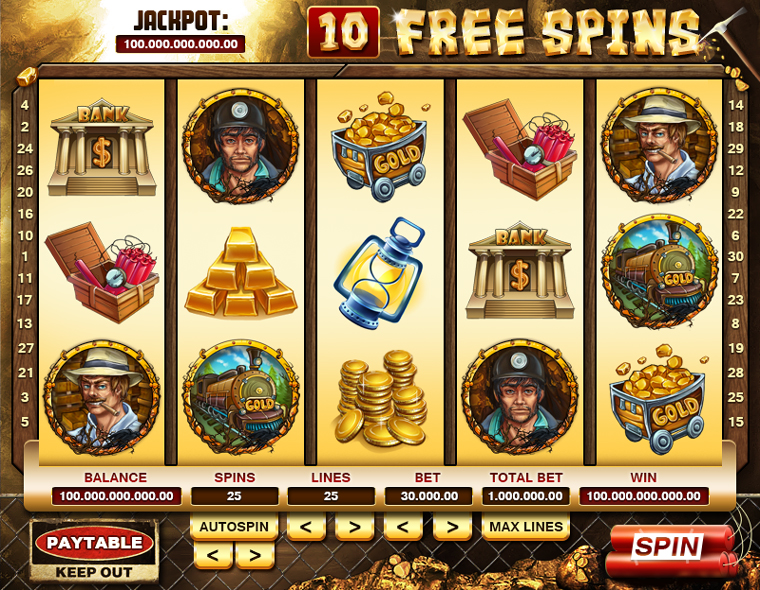 JACKPOT:
100.000.000.000.00
10 FREE SPINS
BANK
$
GOLD
BANK
$
GOLD
GOLD
GOLD
4
2
24
26
20
16
10
1
11
17
13
27
21
3
5
14
18
29
12
9
22
6
30
7
23
8
19
28
25
15
BALANCE SPINS LINES BET TOTAL BET WIN
100.000.000.000.00 25 25 30.000.00 1.000.000.00 100.000.000.000.00
AUTOSPIN < > < > MAX LINES
< >
PAYTABLE
KEEP OUT
SPIN